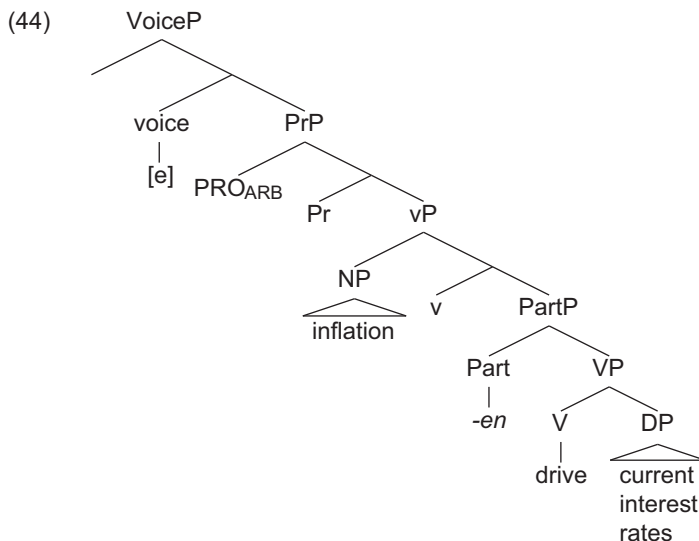 (44) VoiceP
voice PrP
[e] PROARB
Pr vP
NP v PartP
inflation
Part VP
-en V DP
drive current
interest
rates